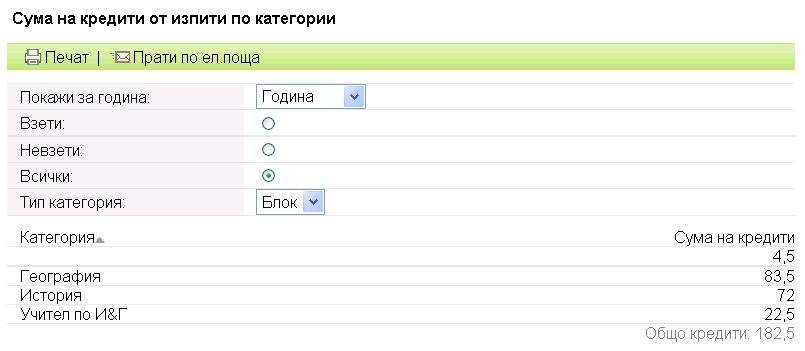 Сума на кредити от изпити по категории
Печат | Прати по ел.поща
Покажи за година: Година
Взети:
Невзети:
Всички:
Тип категория: Блок
Категория Сума на кредити
4,5
География 83,5
История 72
Учител по И&Г 22,5
Общо кредити: 182,5